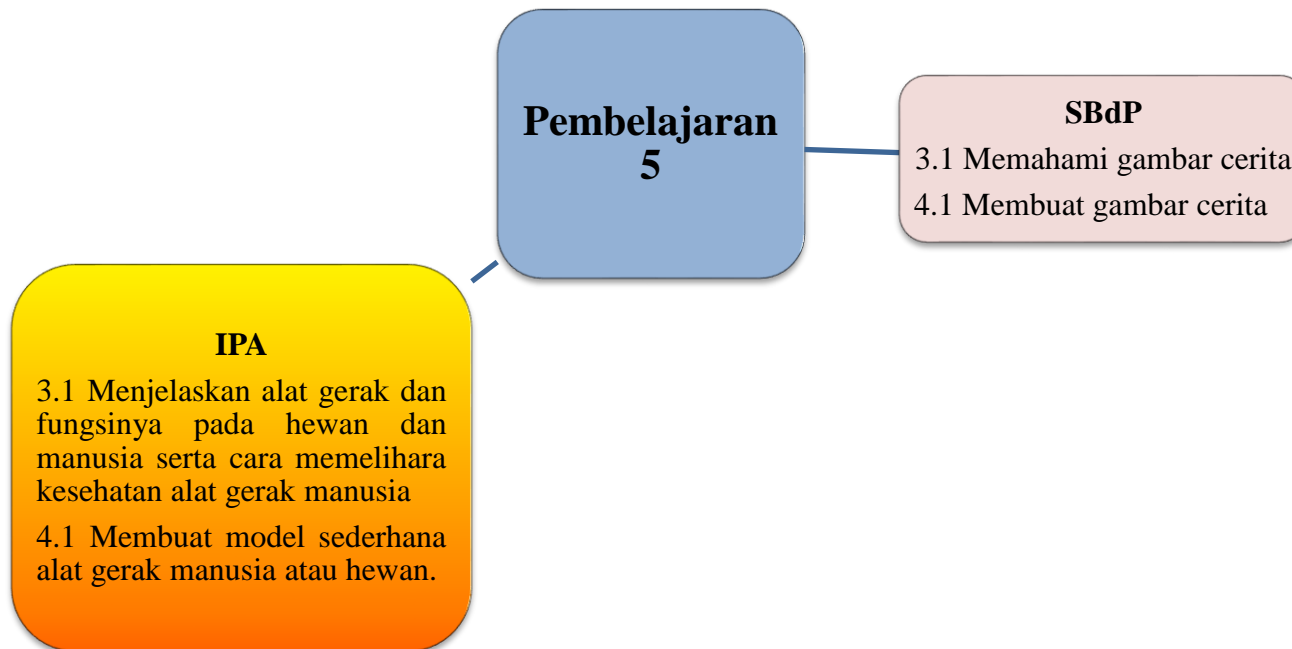 Pembelajaran
5
SBdP
3.1 Memahami gambar cerita
4.1 Membuat gambar cerita
IPA
3.1 Menjelaskan alat gerak dan
fungsinya pada hewan dan
manusia serta cara memelihara
kesehatan alat gerak manusia
4.1 Membuat model sederhana
alat gerak manusia atau hewan.